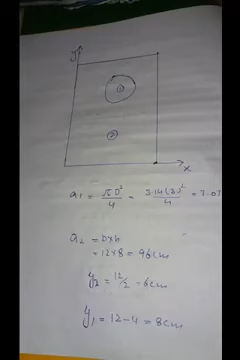 y
①
②
x
a1 = πD²/4 = 3.14(2)²/4 = 3.07
a2 = D×h
= 12×8 = 96cm
y2 = 12/2 = 6cm
y1 = 12-4 = 8cm